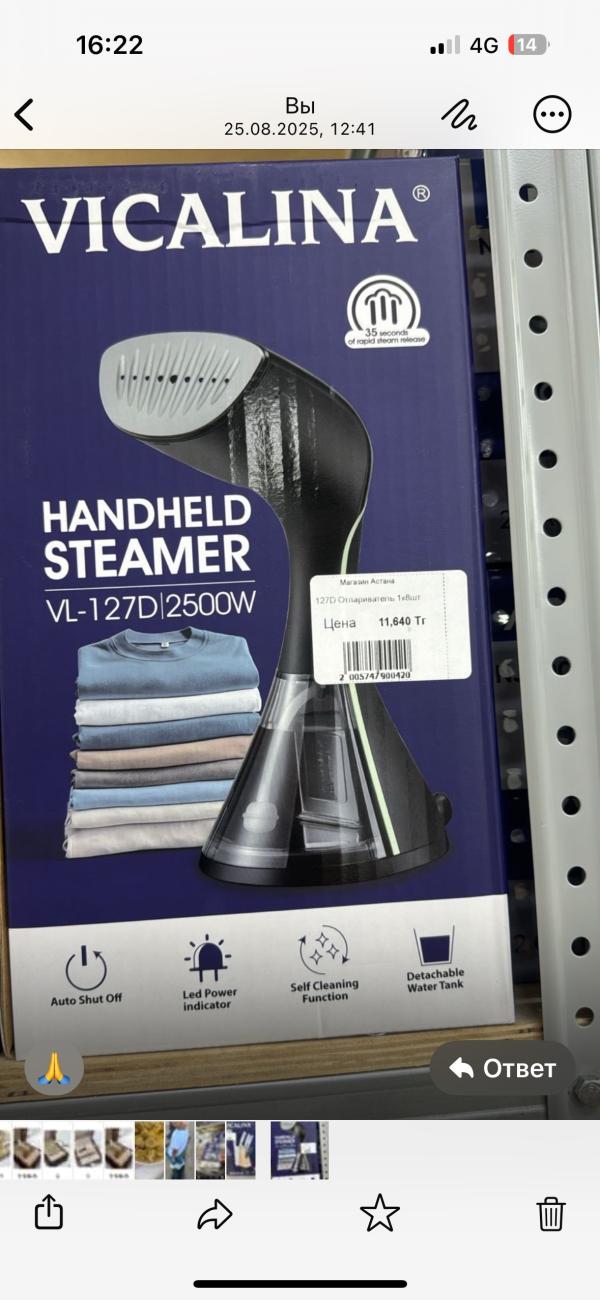 16:22
4G
14
Вы
25.08.2025, 12:41
VICALINA®
35 seconds
of rapid steam release
HANDHELD
STEAMER
VL-127D|2500W
Магазин Астана
127D Отпариватель 1х8шт
Цена 11,640 Тг
2 005747 900420
Auto Shut Off
Led Power
indicator
Self Cleaning
Function
Detachable
Water Tank
Ответ